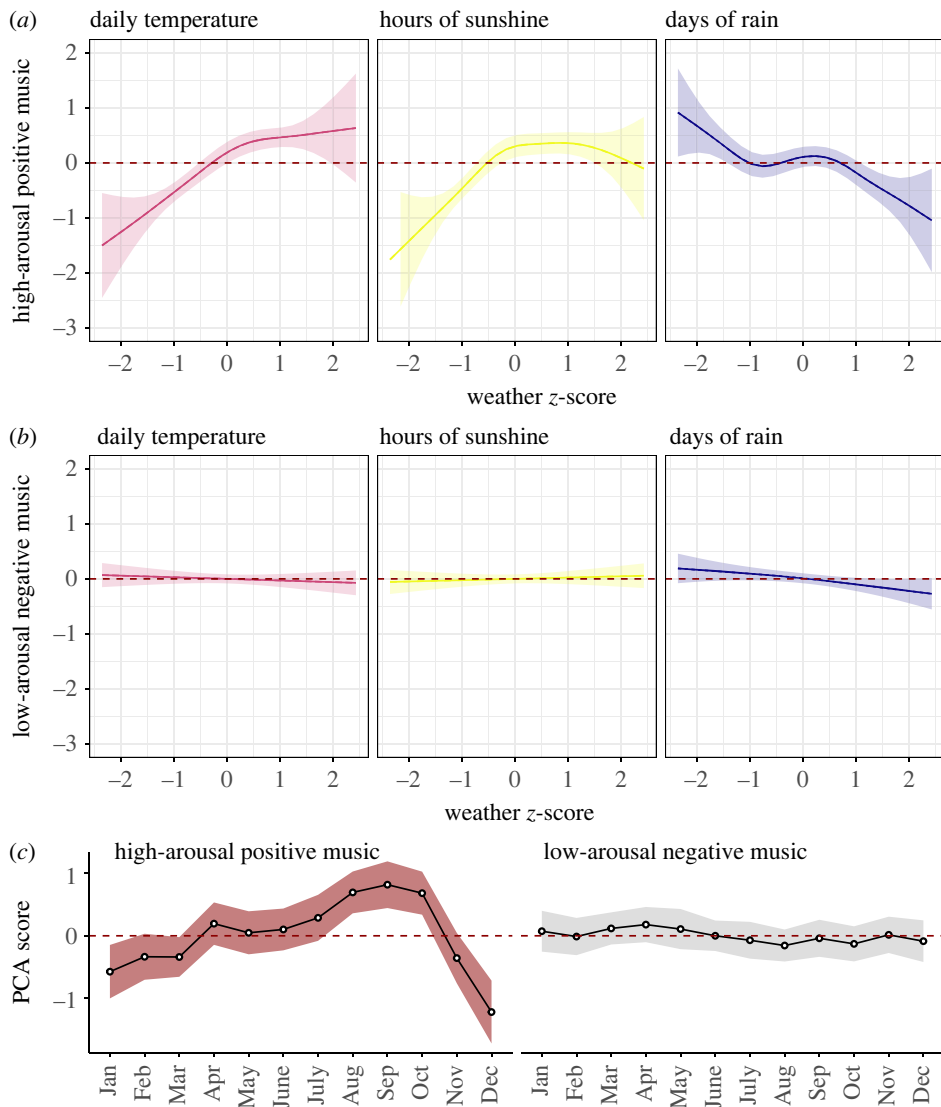 (a) daily temperature hours of sunshine days of rain
high-arousal positive music
2
1
0
−1
−2
−3
−2 −1 0 1 2 −2 −1 0 1 2 −2 −1 0 1 2
weather z-score
(b) daily temperature hours of sunshine days of rain
low-arousal negative music
2
1
0
−1
−2
−3
−2 −1 0 1 2 −2 −1 0 1 2 −2 −1 0 1 2
weather z-score
(c) high-arousal positive music low-arousal negative music
PCA score
1
0
−1
Jan Feb Mar Apr May June July Aug Sep Oct Nov Dec Jan Feb Mar Apr May June July Aug Sep Oct Nov Dec